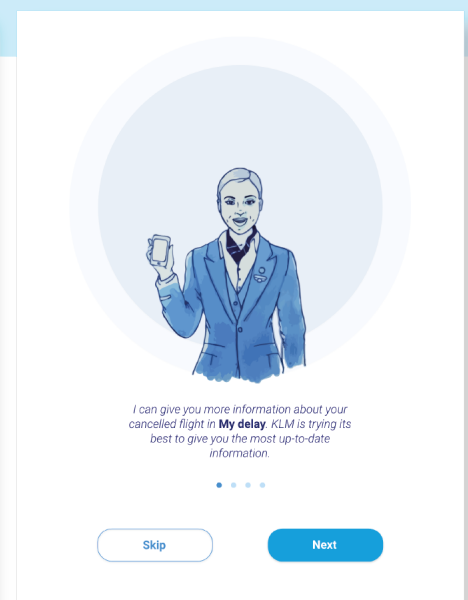 I can give you more information about your
cancelled flight in My delay. KLM is trying its
best to give you the most up-to-date
information.
Skip
Next